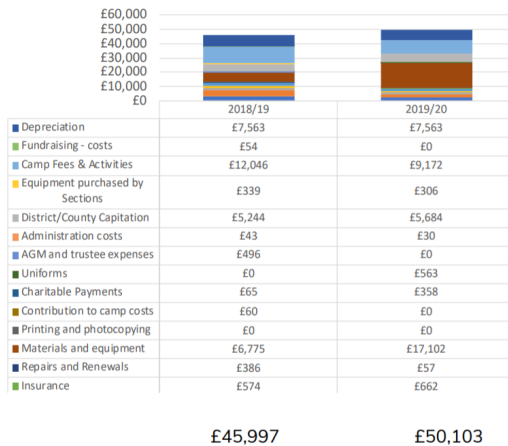 £60,000
£50,000
£40,000
£30,000
£20,000
£10,000
£0
2018/19 2019/20
Depreciation £7,563 £7,563
Fundraising - costs £54 £0
Camp Fees & Activities £12,046 £9,172
Equipment purchased by
Sections £339 £306
District/County Capitation £5,244 £5,684
Administration costs £43 £30
AGM and trustee expenses £496 £0
Uniforms £0 £563
Charitable Payments £65 £358
Contribution to camp costs £60 £0
Printing and photocopying £0 £0
Materials and equipment £6,775 £17,102
Repairs and Renewals £386 £57
Insurance £574 £662
£45,997 £50,103